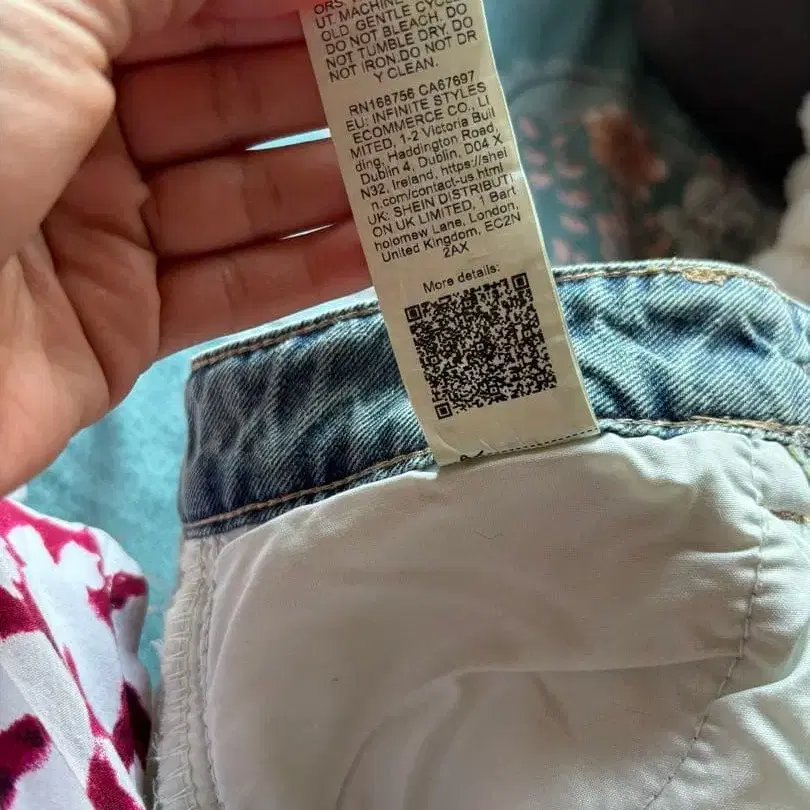 UT MACHINE
OLD. GENTLE CYCL
DO NOT BLEACH. DO
NOT TUMBLE DRY. DO
NOT IRON.DO NOT DR
Y CLEAN.
RN168756 CA67697
EU: INFINITE STYLES
ECOMMERCE CO., LI
MITED, 1-2 Victoria Buil
ding, Haddington Road,
Dublin 4, Dublin, D04 X
N32, Ireland, https://shei
n.com/contact-us.html
UK: SHEIN DISTRIBUTI
ON UK LIMITED, 1 Bart
holomew Lane, London,
United Kingdom, EC2N
2AX
More details: